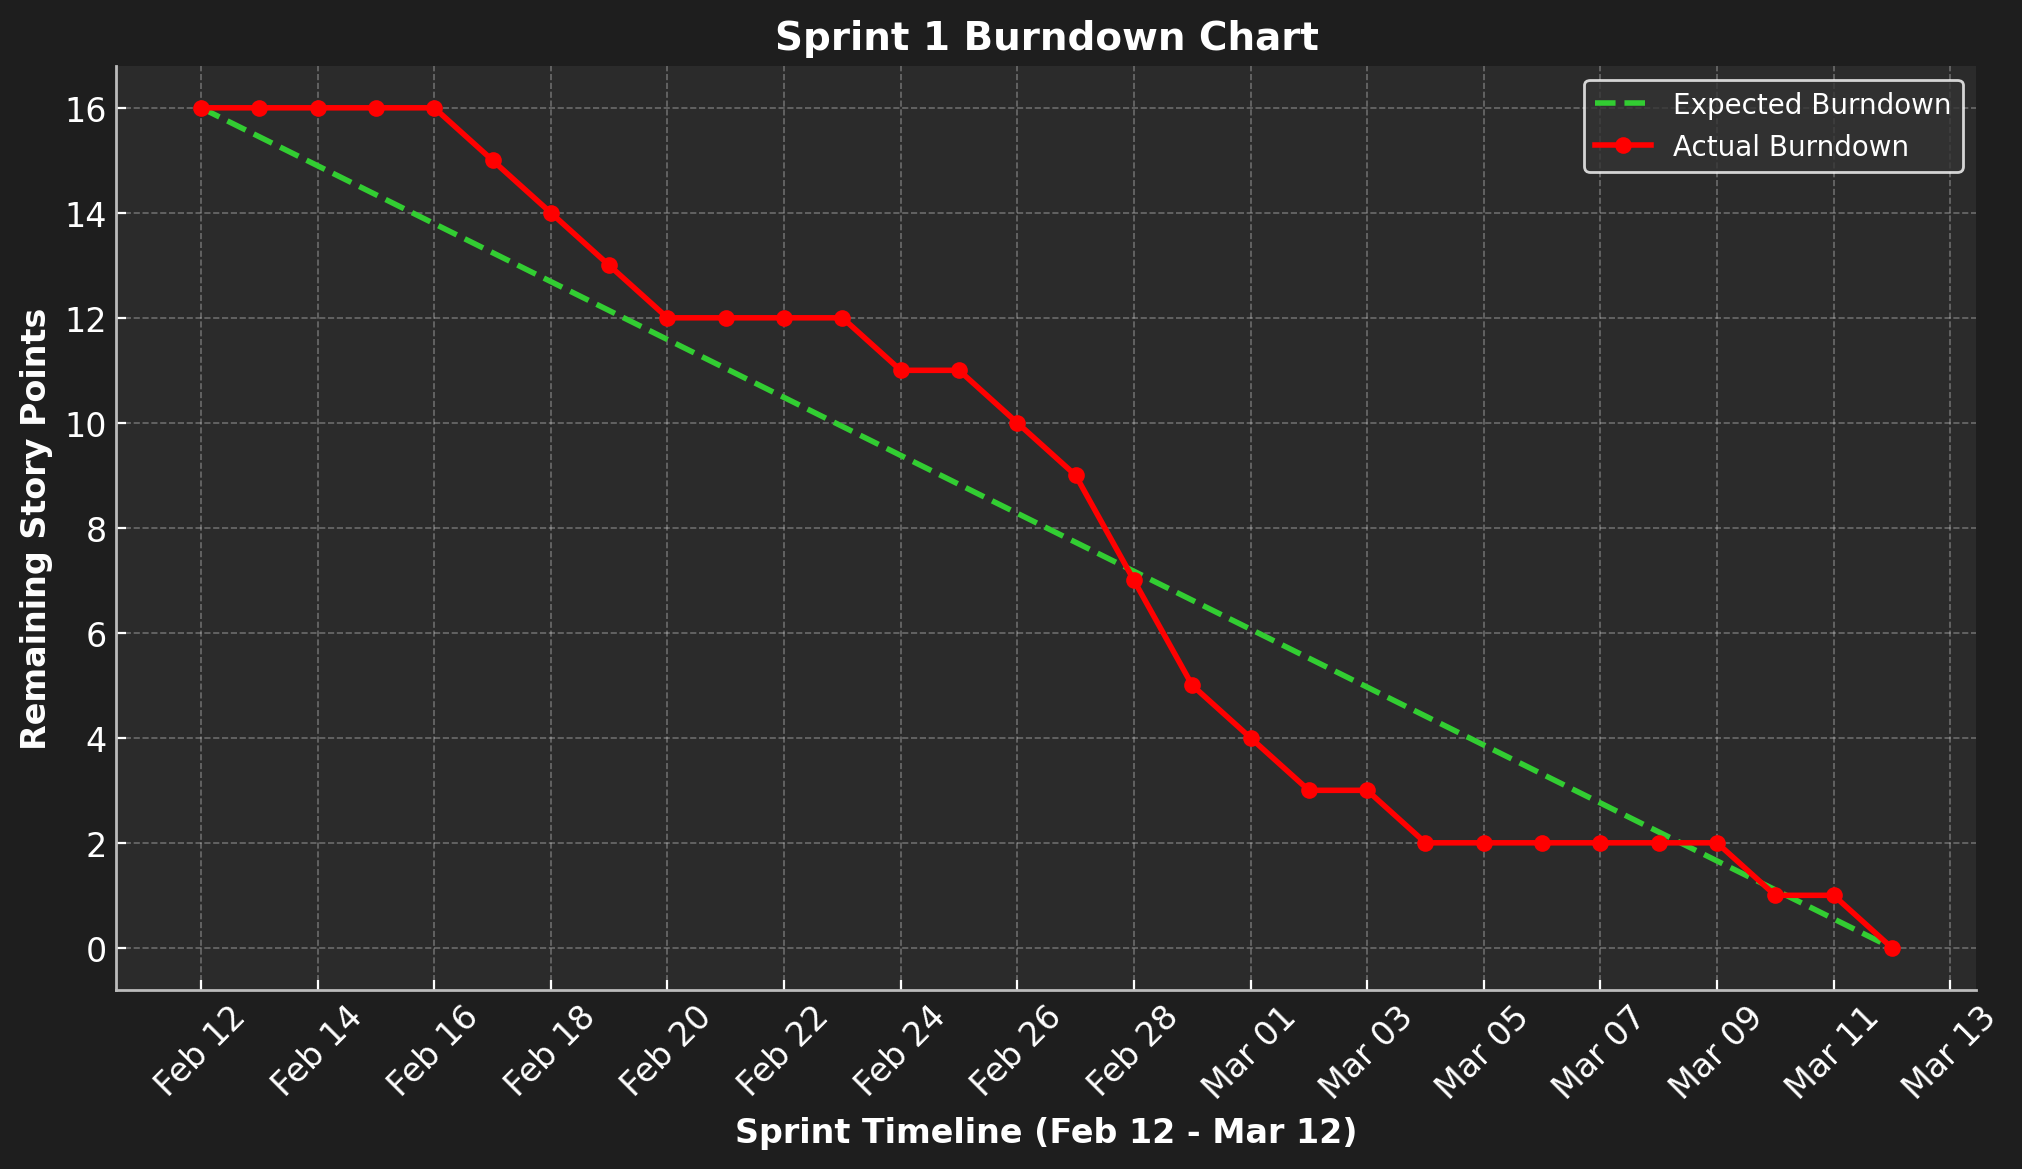 Sprint 1 Burndown Chart
Expected Burndown
Actual Burndown
Remaining Story Points
16
14
12
10
8
6
4
2
0
Feb 12
Feb 14
Feb 16
Feb 18
Feb 20
Feb 22
Feb 24
Feb 26
Feb 28
Mar 01
Mar 03
Mar 05
Mar 07
Mar 09
Mar 11
Mar 13
Sprint Timeline (Feb 12 - Mar 12)